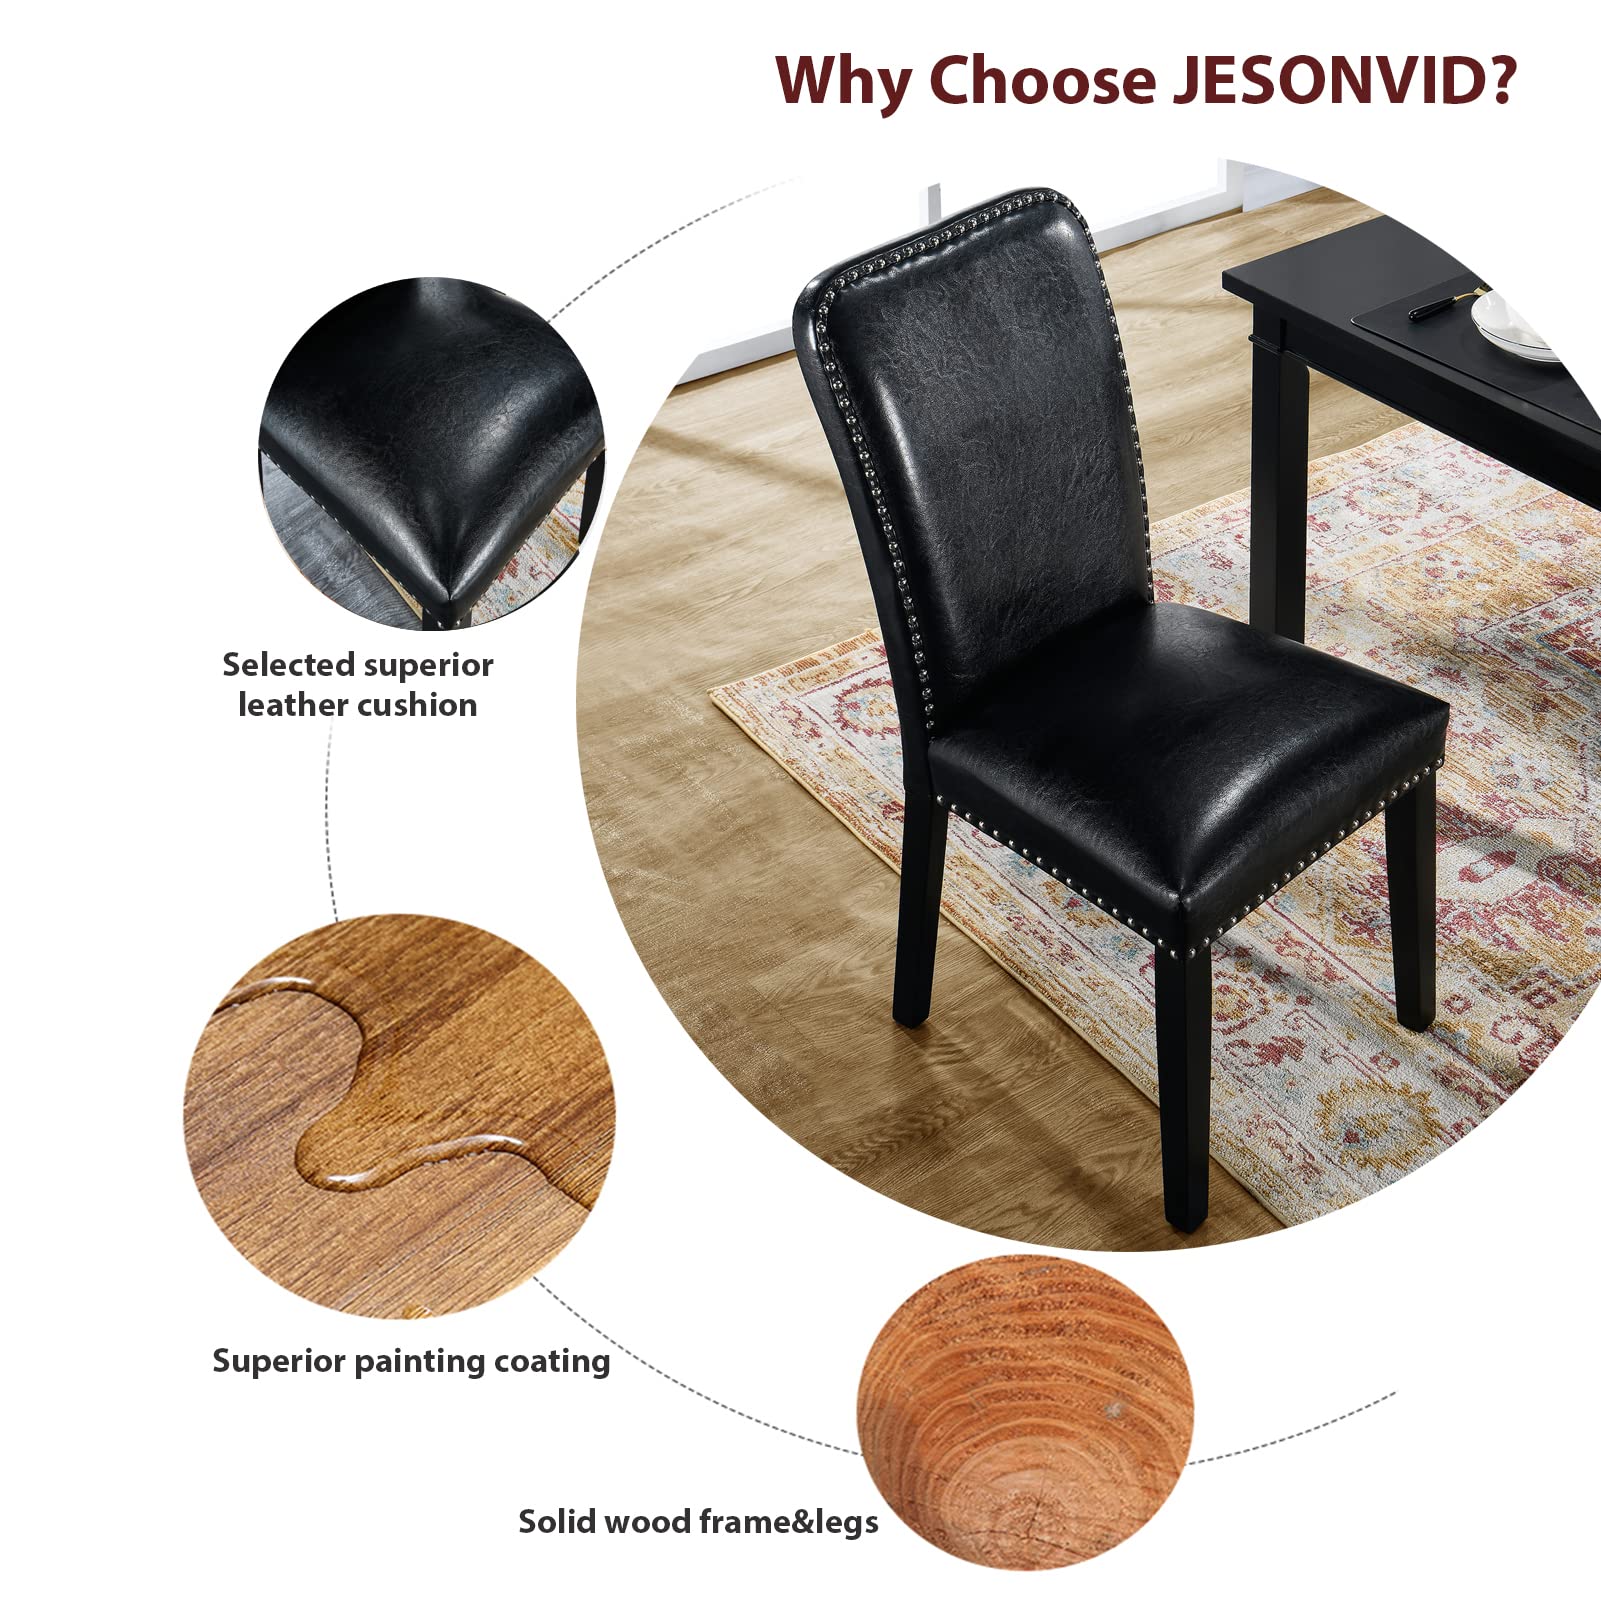 Why Choose JESONVID?
Selected superior
leather cushion
Superior painting coating
Solid wood frame&legs